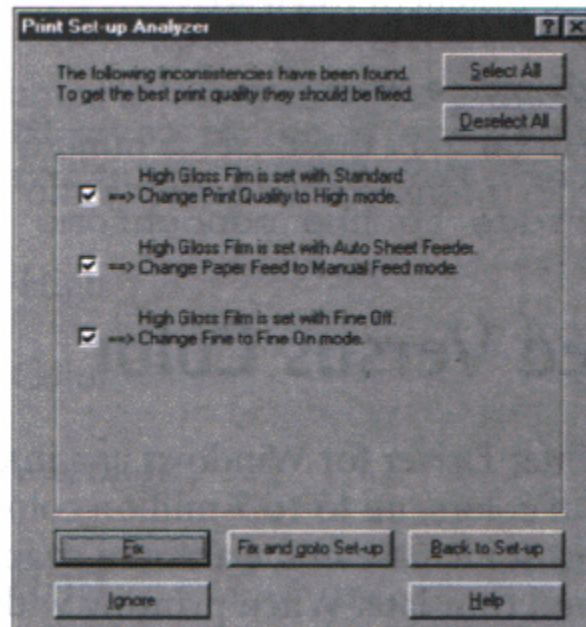 Print Set-up Analyzer
The following inconsistencies have been found.
To get the best print quality they should be fixed.
Select All
Deselect All
High Gloss Film is set with Standard
==> Change Print Quality to High mode.
High Gloss Film is set with Auto Sheet Feeder.
==> Change Paper Feed to Manual Feed mode.
High Gloss Film is set with Fine Off.
==> Change Fine to Fine On mode.
Fix
Fix and goto Set-up
Back to Set-up
Ignore
Help